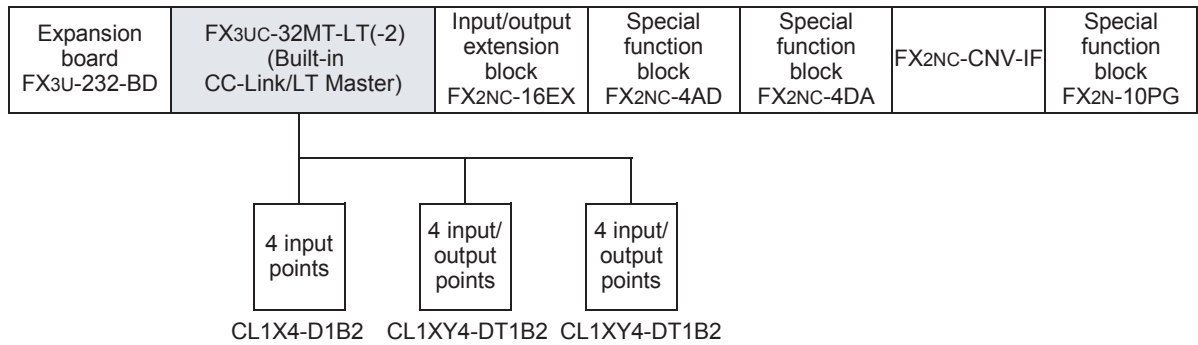 Expansion
board
FX3U-232-BD
FX3UC-32MT-LT(-2)
(Built-in
CC-Link/LT Master)
Input/output
extension
block
FX2NC-16EX
Special
function
block
FX2NC-4AD
Special
function
block
FX2NC-4DA
FX2NC-CNV-IF
Special
function
block
FX2N-10PG
4 input
points
4 input/
output
points
4 input/
output
points
CL1X4-D1B2
CL1XY4-DT1B2
CL1XY4-DT1B2